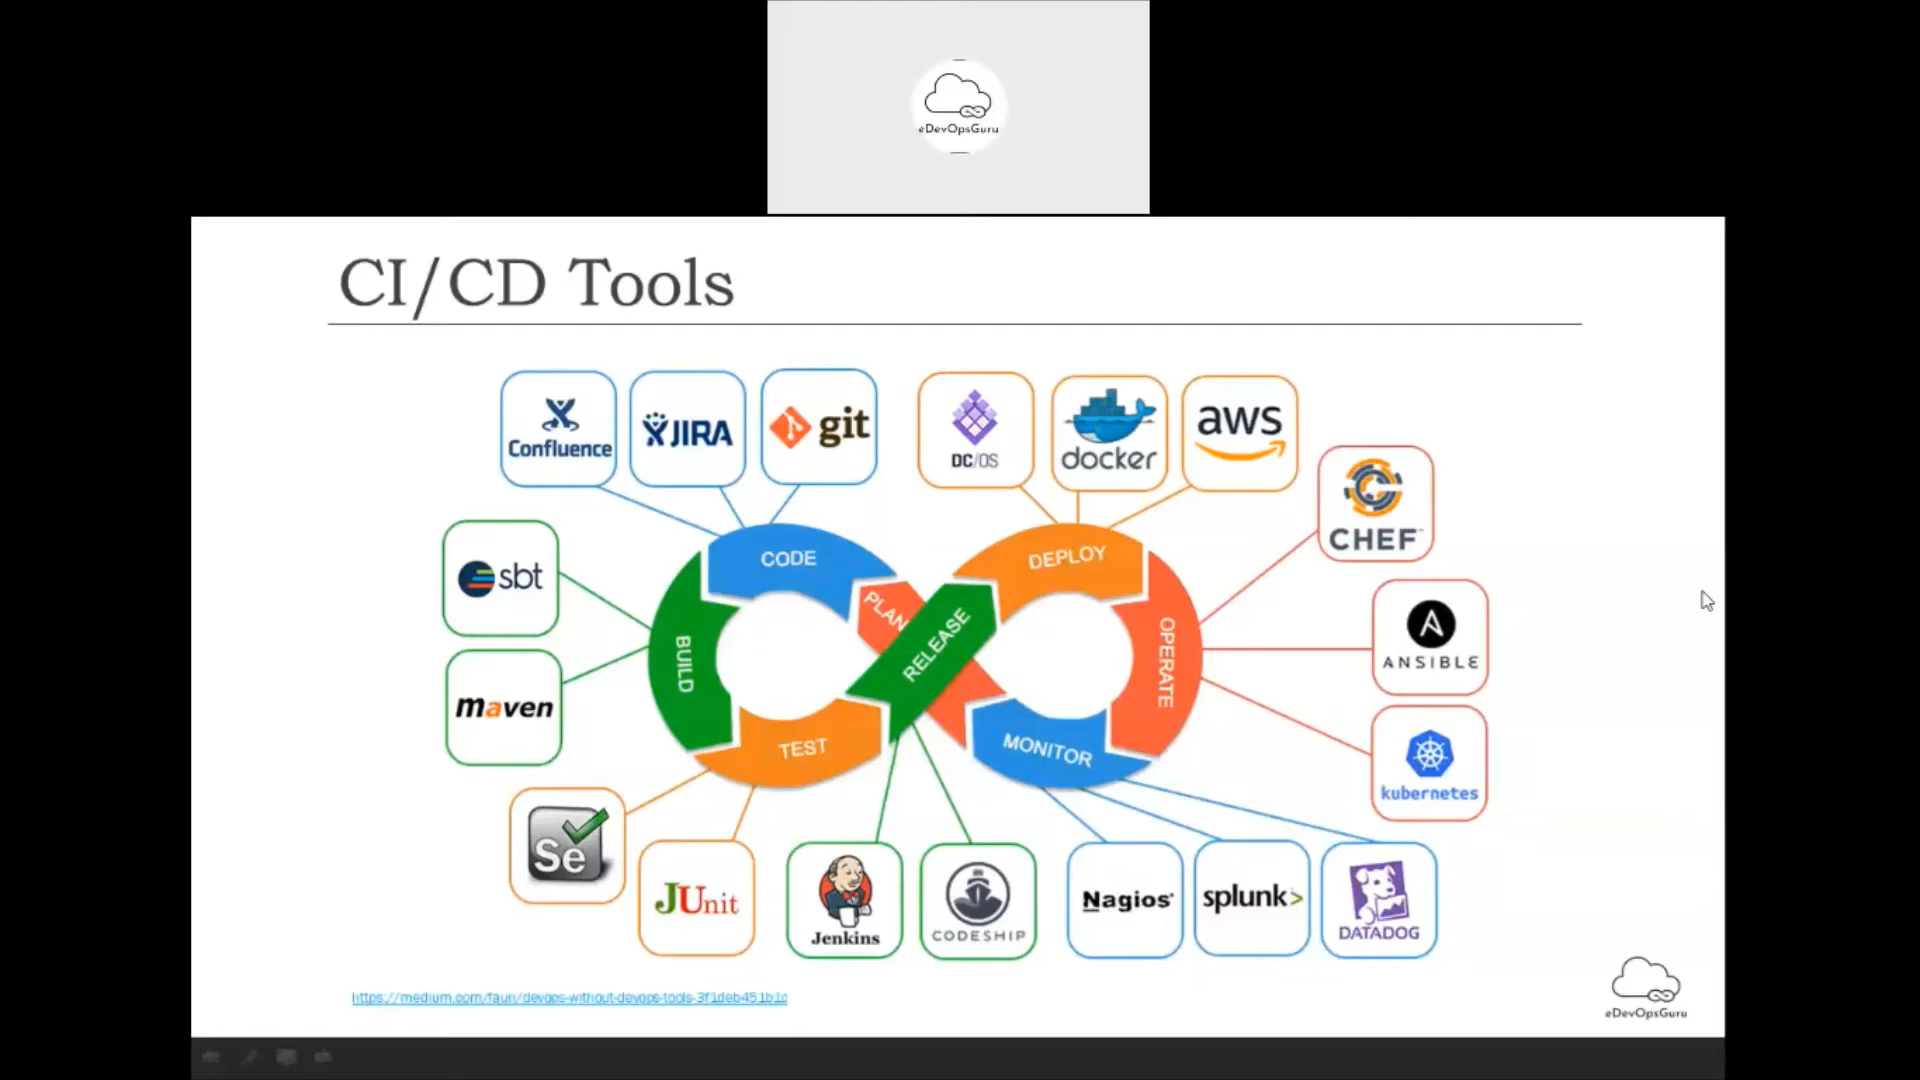 eDevOpsGuru
CI/CD Tools
Confluence
JIRA
git
DC/OS
docker
aws
CHEF
sbt
CODE
DEPLOY
PLAN
RELEASE
BUILD
OPERATE
ANSIBLE
maven
TEST
MONITOR
kubernetes
Se
JUnit
Jenkins
CODESHIP
Nagios
splunk>
DATADOG
https://medium.com/faun/devops-without-devops-tools-3f1deb451b1c
eDevOpsGuru